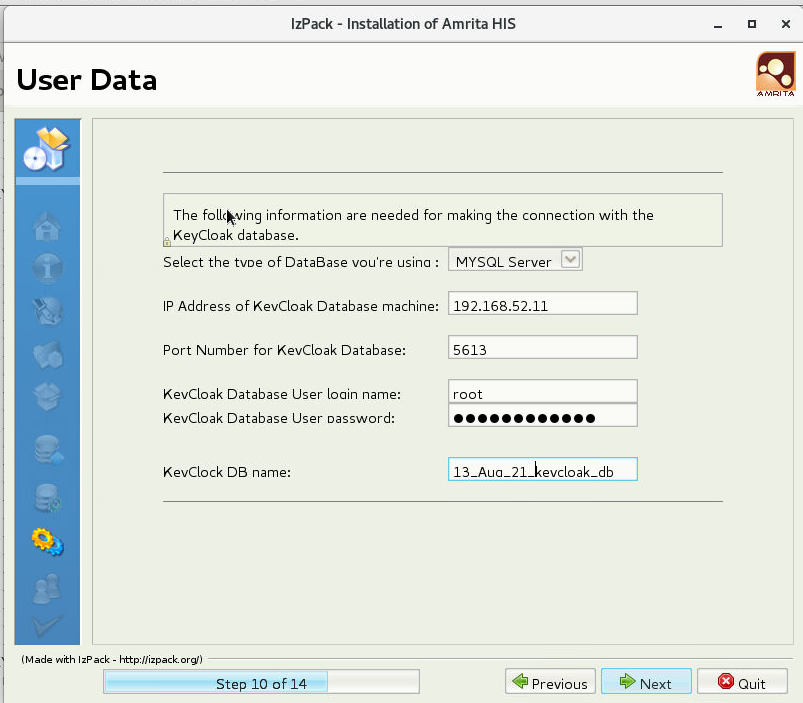 IzPack - Installation of Amrita HIS
User Data
AMRITA
The following information are needed for making the connection with the
KeyCloak database.
Select the type of DataBase you're using :
MYSQL Server
IP Address of KeyCloak Database machine:
192.168.52.11
Port Number for KeyCloak Database:
5613
KeyCloak Database User login name:
root
KeyCloak Database User password:
●●●●●●●●●●●●
KeyClock DB name:
13_Aug_21_keycloak_db
(Made with IzPack - http://izpack.org/)
Step 10 of 14
Previous
Next
Quit